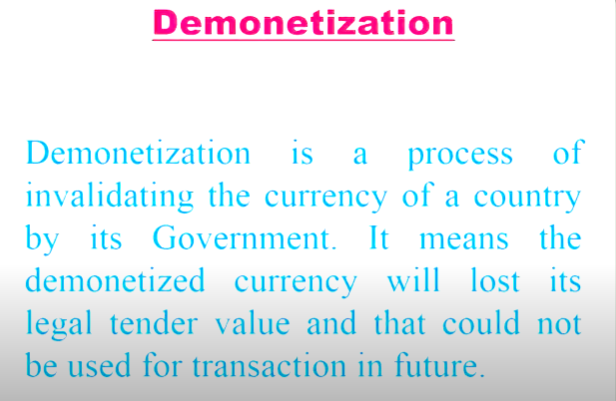 Demonetization
Demonetization is a process of
invalidating the currency of a country
by its Government. It means the
demonetized currency will lost its
legal tender value and that could not
be used for transaction in future.